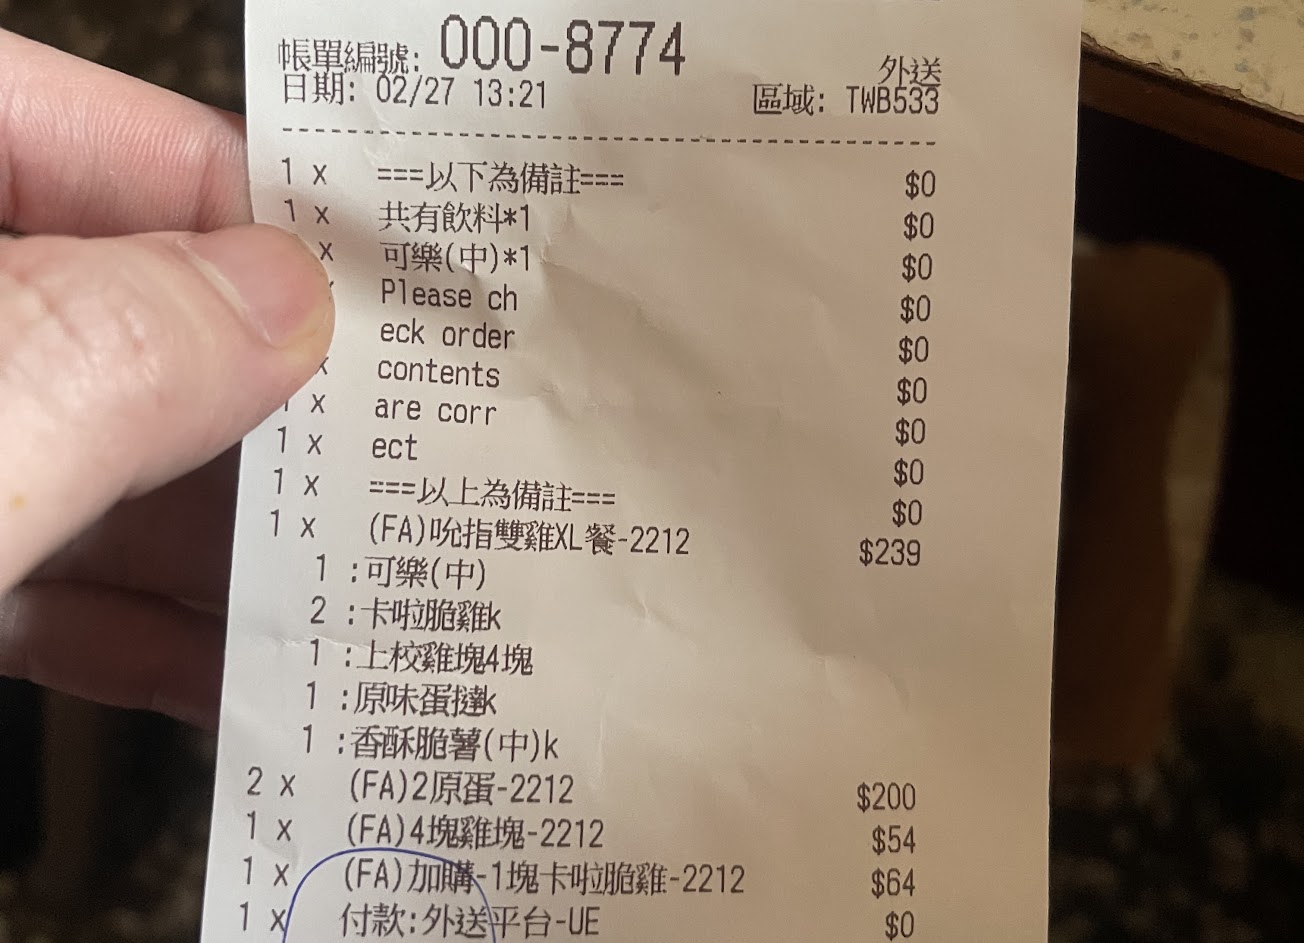 帳單編號: 000-8774
外送
日期: 02/27 13:21
區域: TWB533
1 x ===以下為備註=== $0
1 x 共有飲料*1 $0
x 可樂(中)*1 $0
Please ch $0
eck order $0
x contents $0
1 x are corr $0
1 x ect $0
1 x ===以上為備註=== $0
1 x (FA)吮指雙雞XL餐-2212 $239
1 :可樂(中)
2 :卡啦脆雞k
1 :上校雞塊4塊
1 :原味蛋撻k
1 :香酥脆薯(中)k
2 x (FA)2原蛋-2212 $200
1 x (FA)4塊雞塊-2212 $54
1 x (FA)加購-1塊卡啦脆雞-2212 $64
1 x 付款:外送平台-UE $0